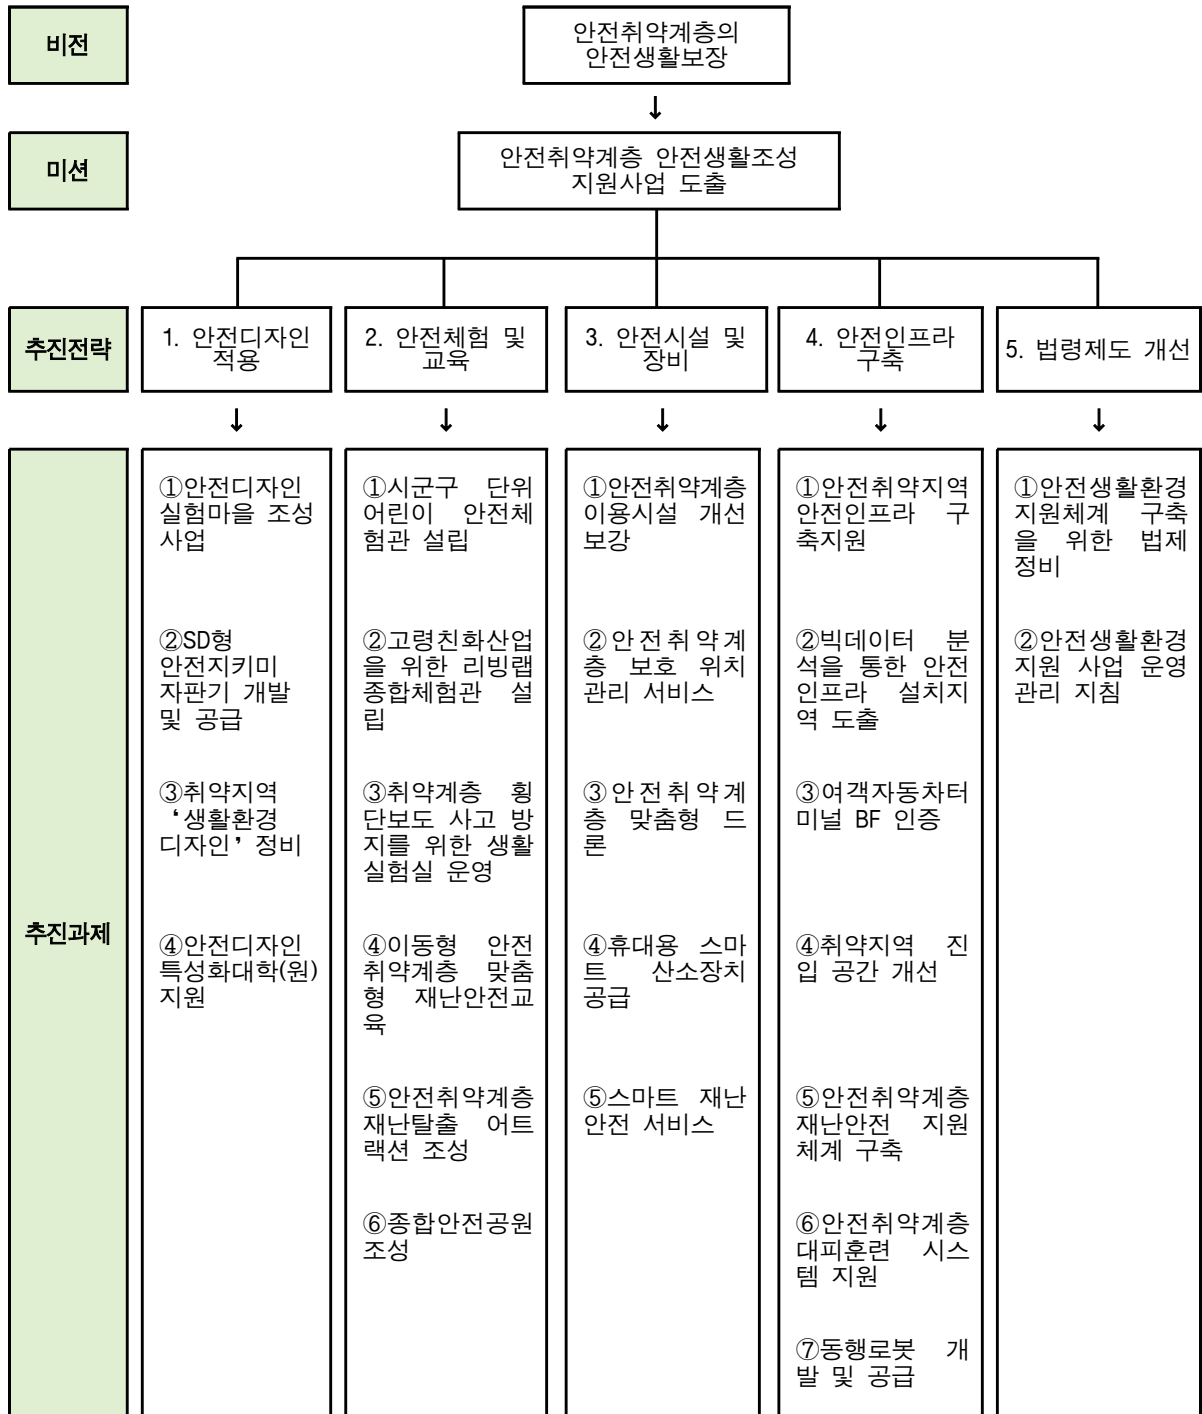 비전
안전취약계층의
안전생활보장
↓
미션
안전취약계층 안전생활조성
지원사업 도출
추진전략
1. 안전디자인
적용
2. 안전체험 및
교육
3. 안전시설 및
장비
4. 안전인프라
구축
5. 법령제도 개선
↓ ↓ ↓ ↓ ↓
추진과제
①안전디자인
실험마을 조성
사업
②SD형
안전지키미
자판기 개발
및 공급
③취약지역
‘생활환경
디자인’ 정비
④안전디자인
특성화대학(원)
지원
①시군구 단위
어린이 안전체
험관 설립
②고령친화산업
을 위한 리빙랩
종합체험관 설
립
③취약계층 횡
단보도 사고 방
지를 위한 생활
실험실 운영
④이동형 안전
취약계층 맞춤
형 재난안전교
육
⑤안전취약계층
재난탈출 어트
랙션 조성
⑥종합안전공원
조성
①안전취약계층
이용시설 개선
보강
②안전취약계
층 보호 위치
관리 서비스
③안전취약계
층 맞춤형 드
론
④휴대용 스마
트 산소장치
공급
⑤스마트 재난
안전 서비스
①안전취약지역
안전인프라 구
축지원
②빅데이터 분
석을 통한 안전
인프라 설치지
역 도출
③여객자동차터
미널 BF 인증
④취약지역 진
입 공간 개선
⑤안전취약계층
재난안전 지원
체계 구축
⑥안전취약계층
대피훈련 시스
템 지원
⑦동행로봇 개
발 및 공급
①안전생활환경
지원체계 구축
을 위한 법제
정비
②안전생활환경
지원 사업 운영
관리 지침